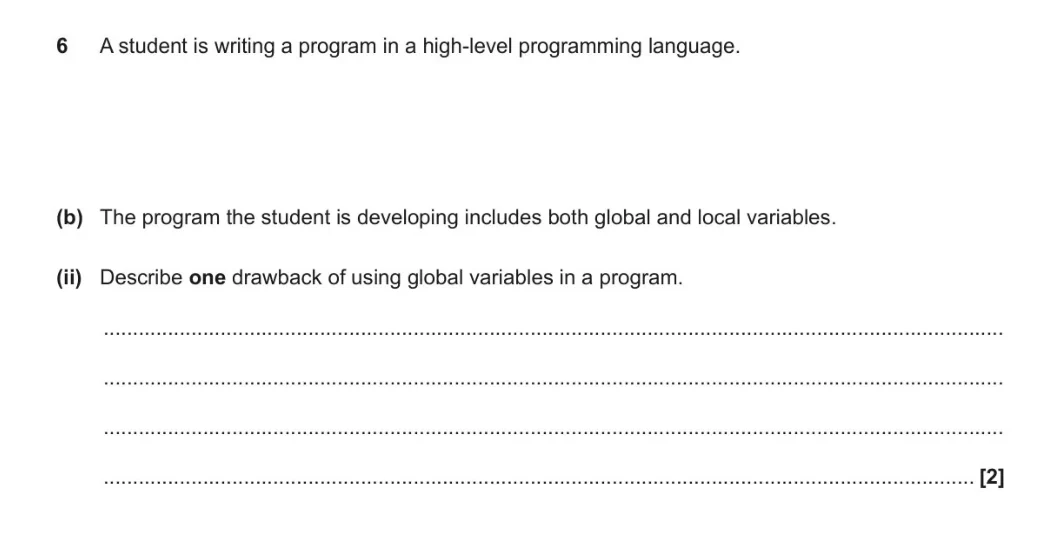 6 A student is writing a program in a high-level programming language.
(b) The program the student is developing includes both global and local variables.
(ii) Describe one drawback of using global variables in a program.
[2]